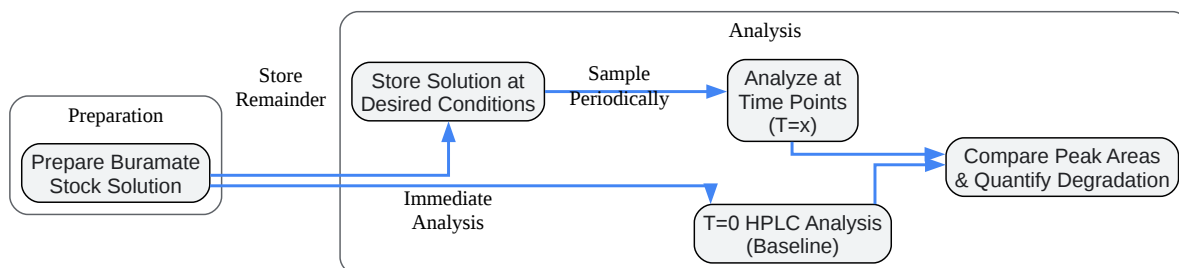 Analysis
Store
Remainder
Store Solution at
Desired Conditions
Sample
Periodically
Analyze at
Time Points
(T=x)
Preparation
Prepare Buramate
Stock Solution
Compare Peak Areas
& Quantify Degradation
Immediate
Analysis
T=0 HPLC Analysis
(Baseline)